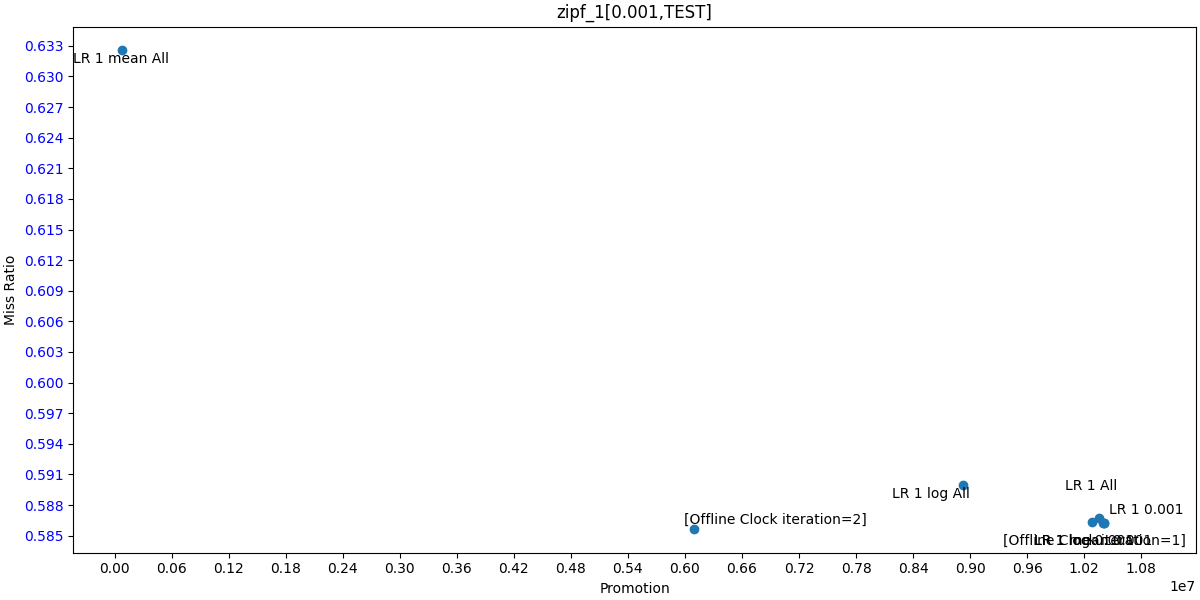 zipf_1[0.001,TEST]
Miss Ratio
0.633
0.630
0.627
0.624
0.621
0.618
0.615
0.612
0.609
0.606
0.603
0.600
0.597
0.594
0.591
0.588
0.585
LR 1 mean All
LR 1 log All
LR 1 All
LR 1 0.001
[Offline Clock iteration=2]
[Offline Clock iteration=1]
0.00 0.06 0.12 0.18 0.24 0.30 0.36 0.42 0.48 0.54 0.60 0.66 0.72 0.78 0.84 0.90 0.96 1.02 1.08
1e7
Promotion